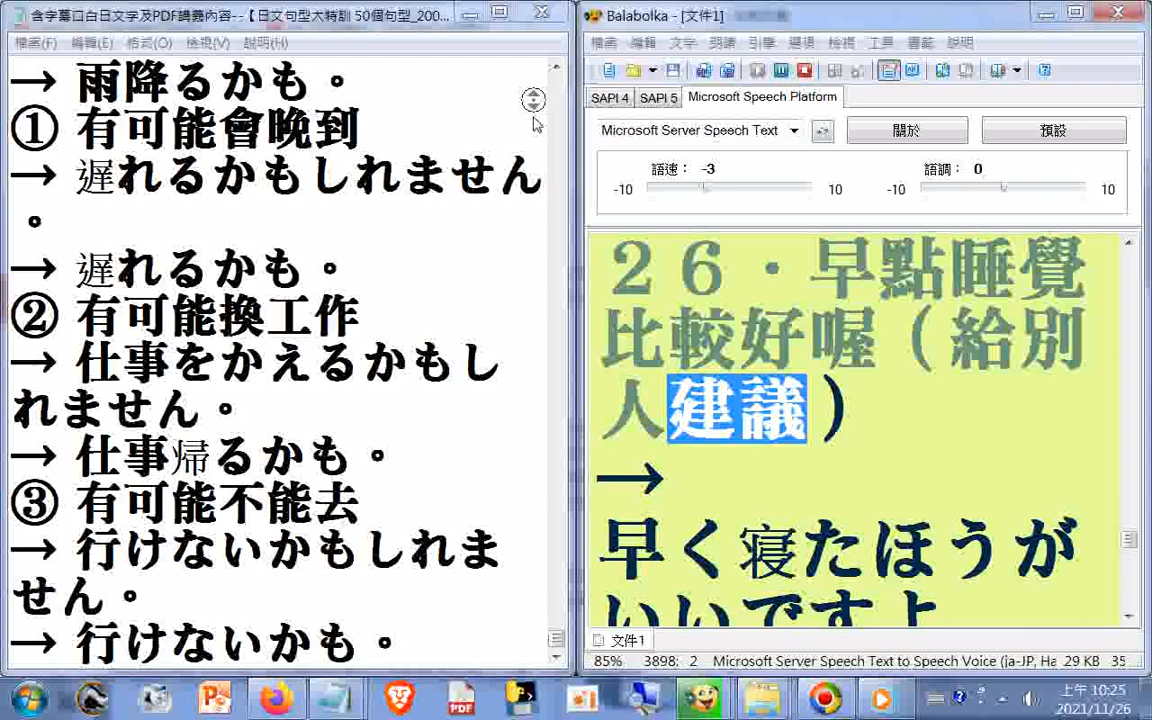 含字幕口白日文字及PDF講義內容--【日文句型大特訓 50個句型_200...
檔案(F) 編輯(E) 格式(O) 檢視(V) 說明(H)
→ 雨降るかも。
① 有可能會晚到
→ 遅れるかもしれません
。
→ 遅れるかも。
② 有可能換工作
→ 仕事をかえるかもし
れません。
→ 仕事帰るかも。
③ 有可能不能去
→ 行けないかもしれま
せん。
→ 行けないかも。
Balabolka - [文件1]
檔案 編輯 文字 朗讀 引擎 選項 檢視 工具 書籤 說明
SAPI 4 SAPI 5 Microsoft Speech Platform
Microsoft Server Speech Text 關於 預設
語速： -3 語調： 0
-10 10 -10 10
２６．早點睡覺
比較好喔（給別
人建議）
→
早く寝たほうが
いいですよ
文件1
85% 3898: 2 Microsoft Server Speech Text to Speech Voice (ja-JP, Ha 29 KB 35
PDF
上午 10:25
2021/11/26